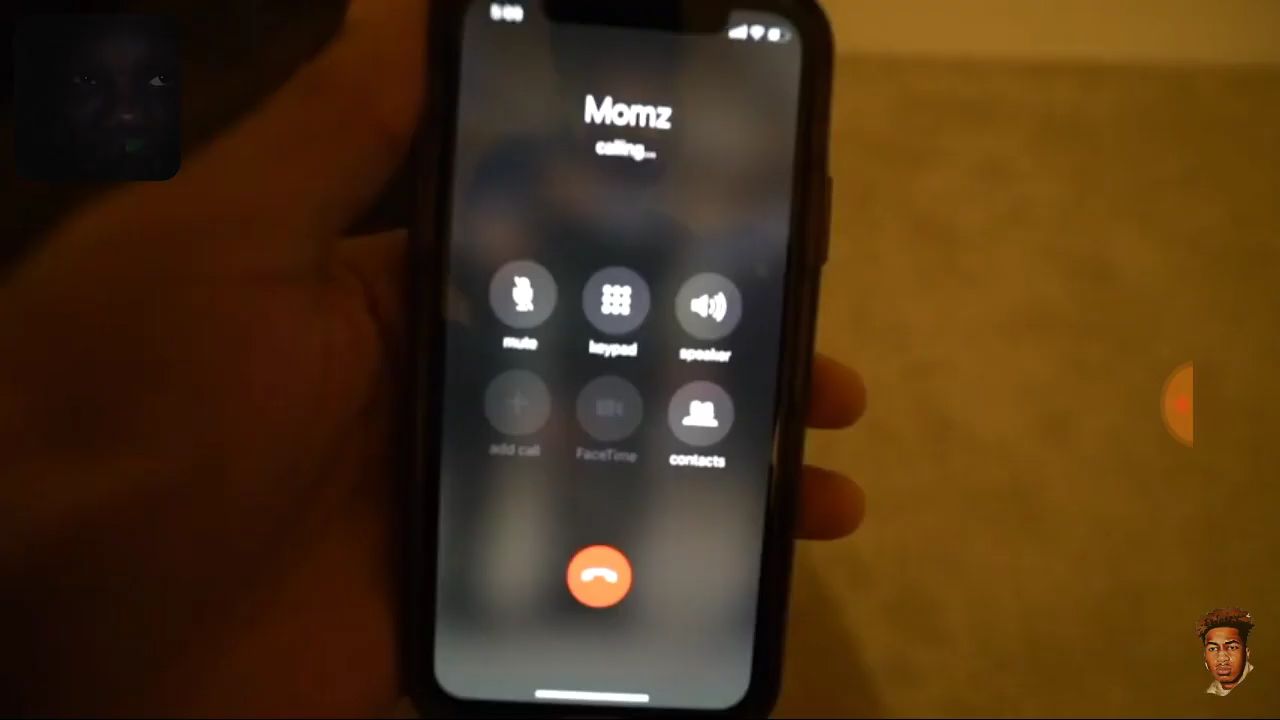 Momz
calling...
mute
keypad
speaker
add call
FaceTime
contacts